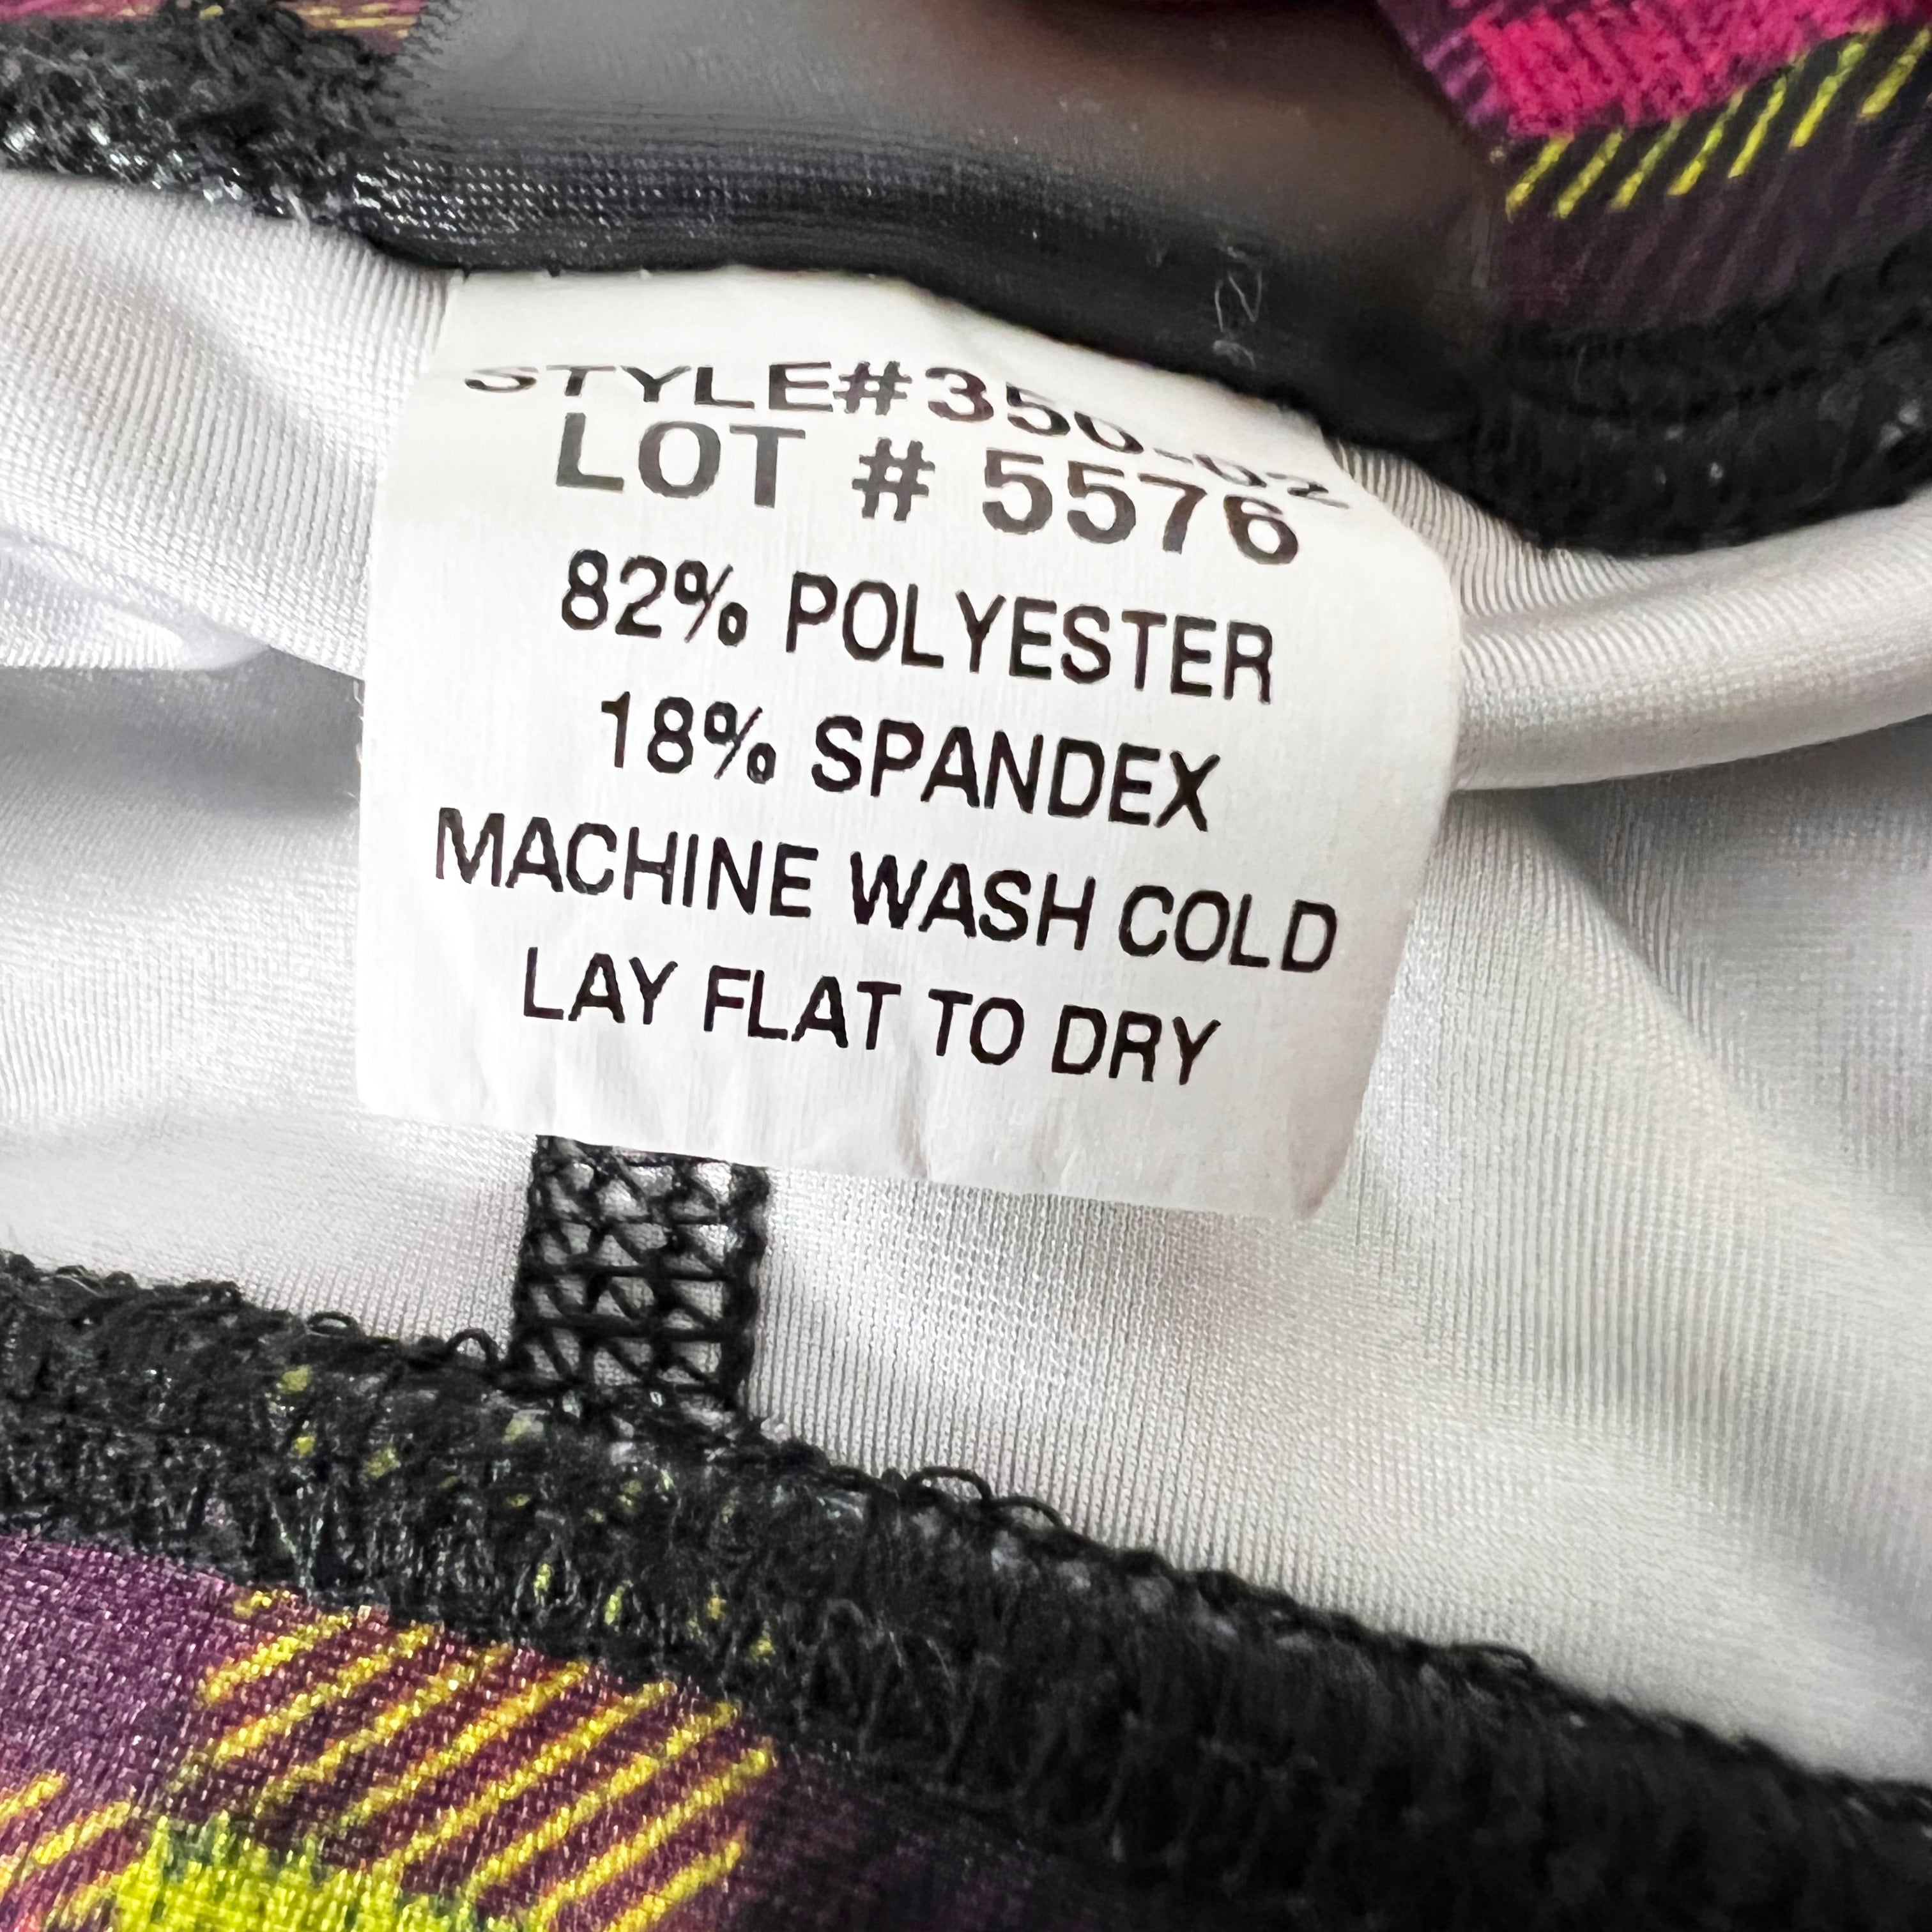 STYLE#350-02
LOT # 5576
82% POLYESTER
18% SPANDEX
MACHINE WASH COLD
LAY FLAT TO DRY